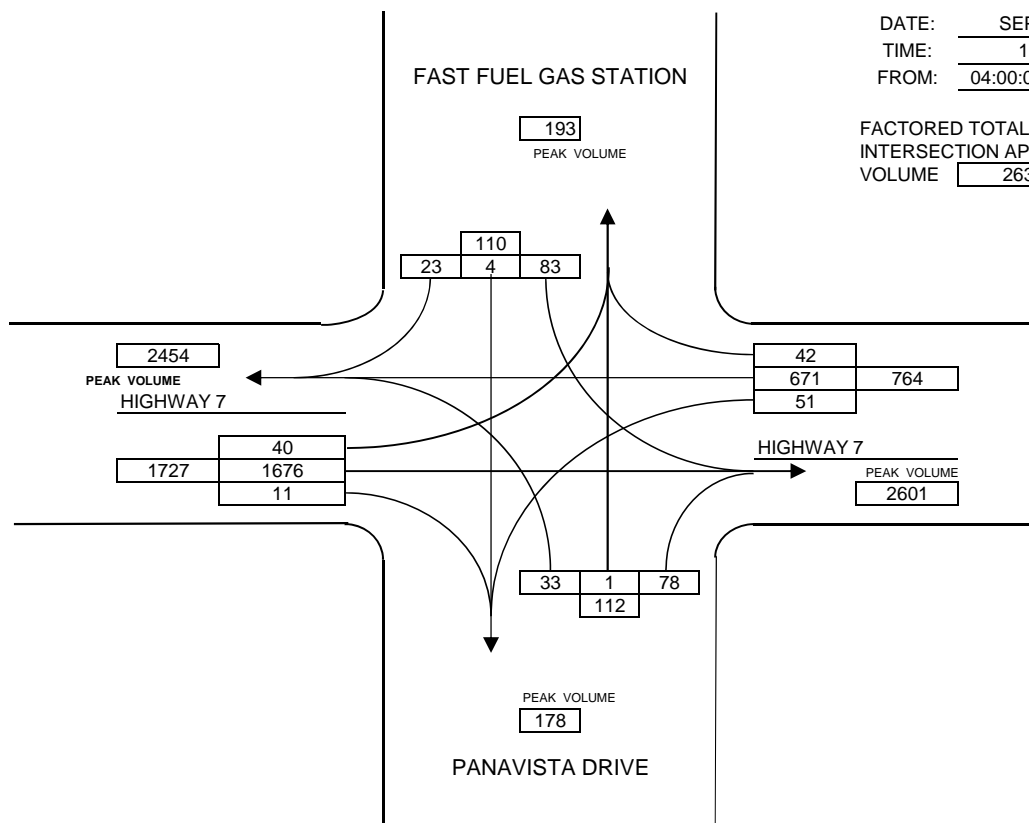 DATE:
TIME:
FROM:
FAST FUEL GAS STATION
193
PEAK VOLUME
FACTORED TOTAL
INTERSECTION
VOLUME
110
23 4 83
2454
PEAK VOLUME
HIGHWAY 7
42
671 764
51
40
1727 1676
11
HIGHWAY 7
PEAK VOLUME
2601
33 1 78
112
PEAK VOLUME
178
PANAVISTA DRIVE